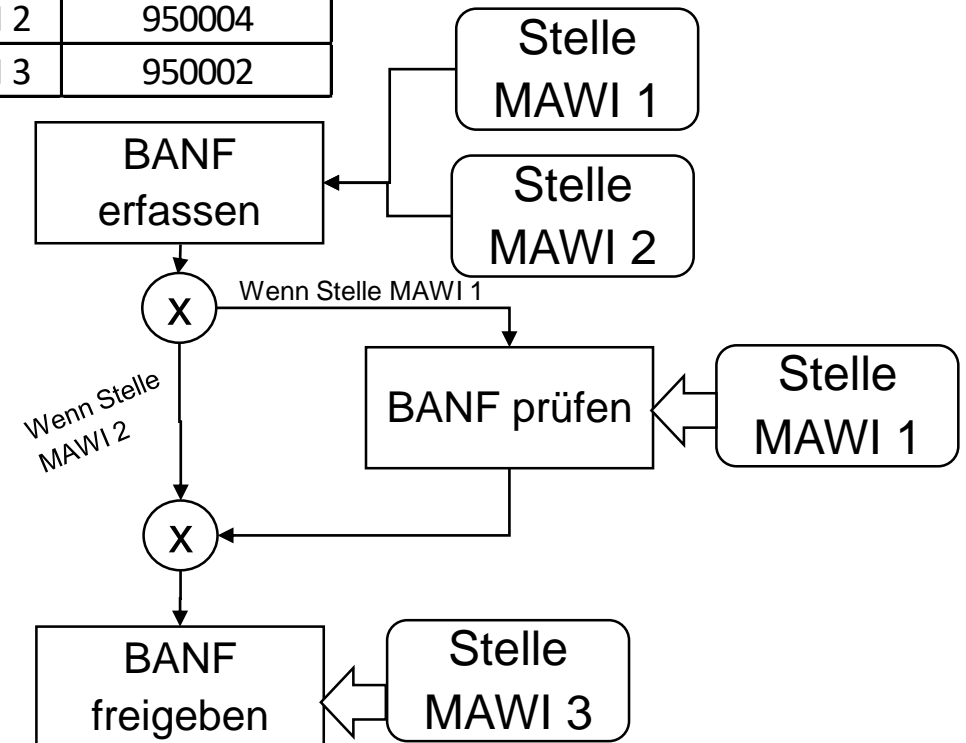 2 950004
3 950002
Stelle
MAWI 1
BANF
erfassen
Stelle
MAWI 2
X
Wenn Stelle MAWI 1
Wenn Stelle
MAWI 2
BANF prüfen
Stelle
MAWI 1
X
BANF
freigeben
Stelle
MAWI 3